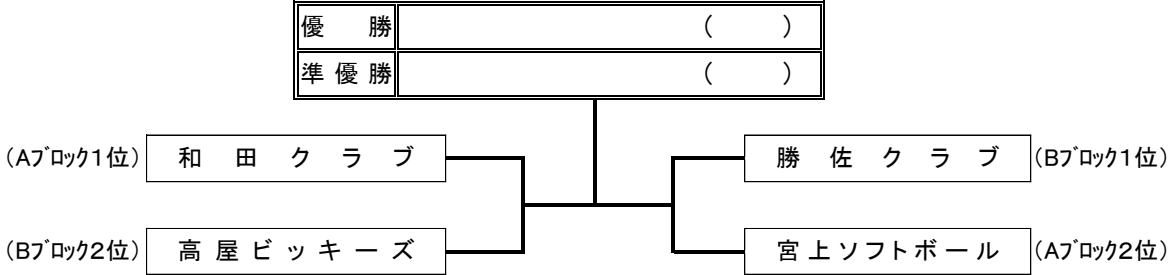 優　勝　（　　　）
準優勝　（　　　）
(Aﾌﾞﾛｯｸ1位) 和田クラブ　勝佐クラブ (Bﾌﾞﾛｯｸ1位)
(Bﾌﾞﾛｯｸ2位) 高屋ビッキーズ　宮上ソフトボール (Aﾌﾞﾛｯｸ2位)